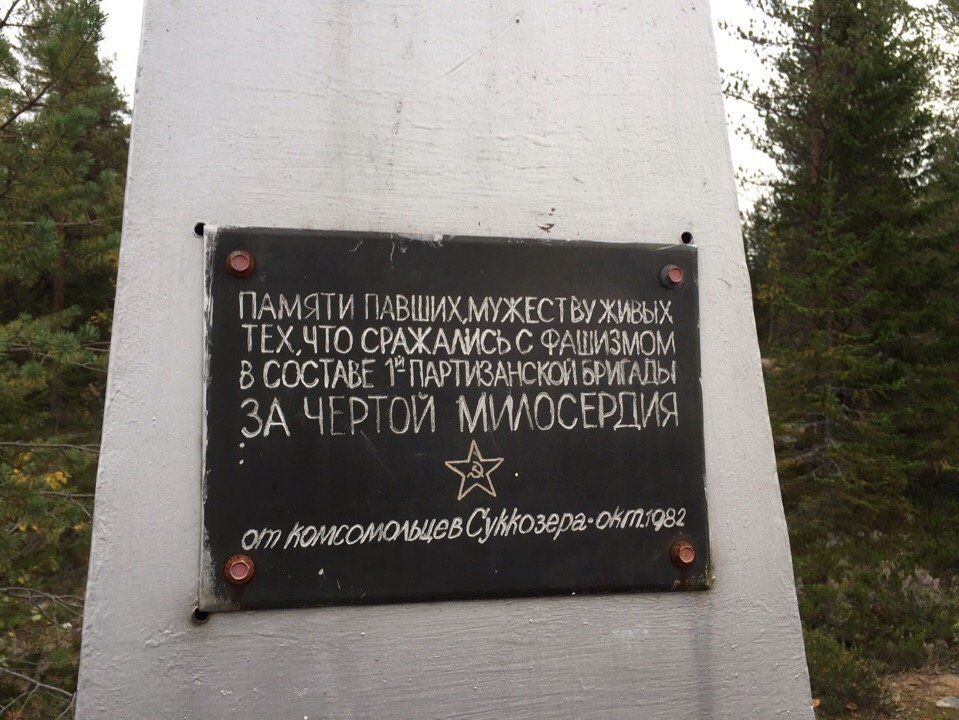 ПАМЯТИ ПАВШИХ, МУЖЕСТВУ ЖИВЫХ
ТЕХ, ЧТО СРАЖАЛИСЬ С ФАШИЗМОМ
В СОСТАВЕ 1й ПАРТИЗАНСКОЙ БРИГАДЫ
ЗА ЧЕРТОЙ МИЛОСЕРДИЯ
от комсомольцев Суккозера · окт. 1982